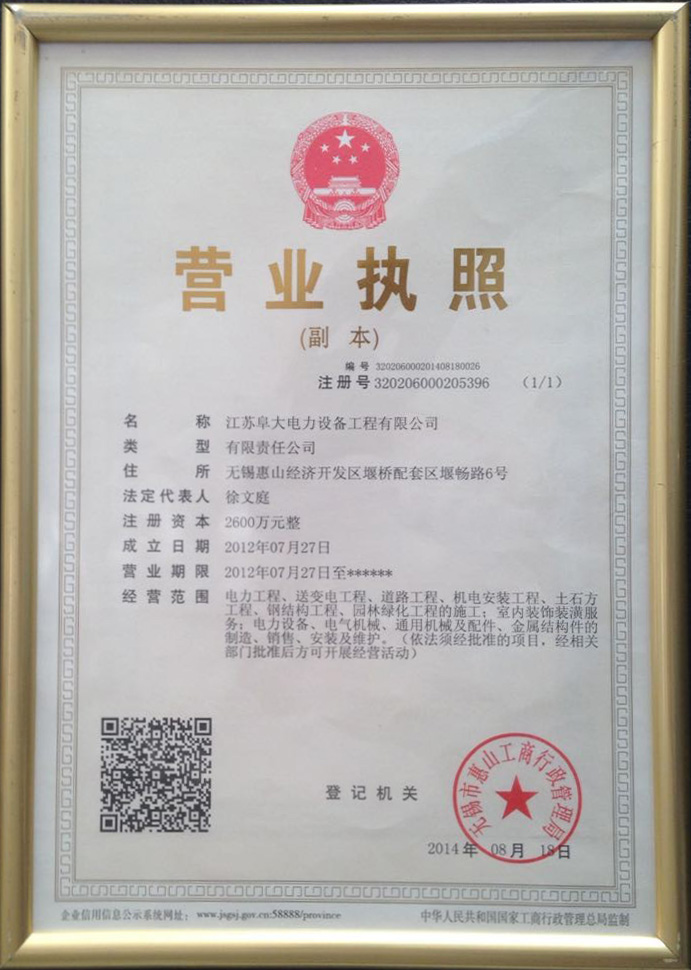 营业执照
(副 本)
编 号 320206000201408180026
注册号 320206000205396 (1/1)
名 称 江苏阜大电力设备工程有限公司
类 型 有限责任公司
住 所 无锡惠山经济开发区堰桥配套区堰畅路6号
法定代表人 徐文庭
注册资本 2600万元整
成立日期 2012年07月27日
营业期限 2012年07月27日至******
经营范围 电力工程、送变电工程、道路工程、机电安装工程、土石方
工程、钢结构工程、园林绿化工程的施工；室内装饰装潢服
务；电力设备、电气机械、通用机械及配件、金属结构件的
制造、销售、安装及维护。（依法须经批准的项目，经相关
部门批准后方可开展经营活动）
登记机关
无锡市惠山工商行政管理局
2014年 08月 18日
企业信用信息公示系统网址： www.jsgsj.gov.cn:58888/province
中华人民共和国国家工商行政管理总局监制